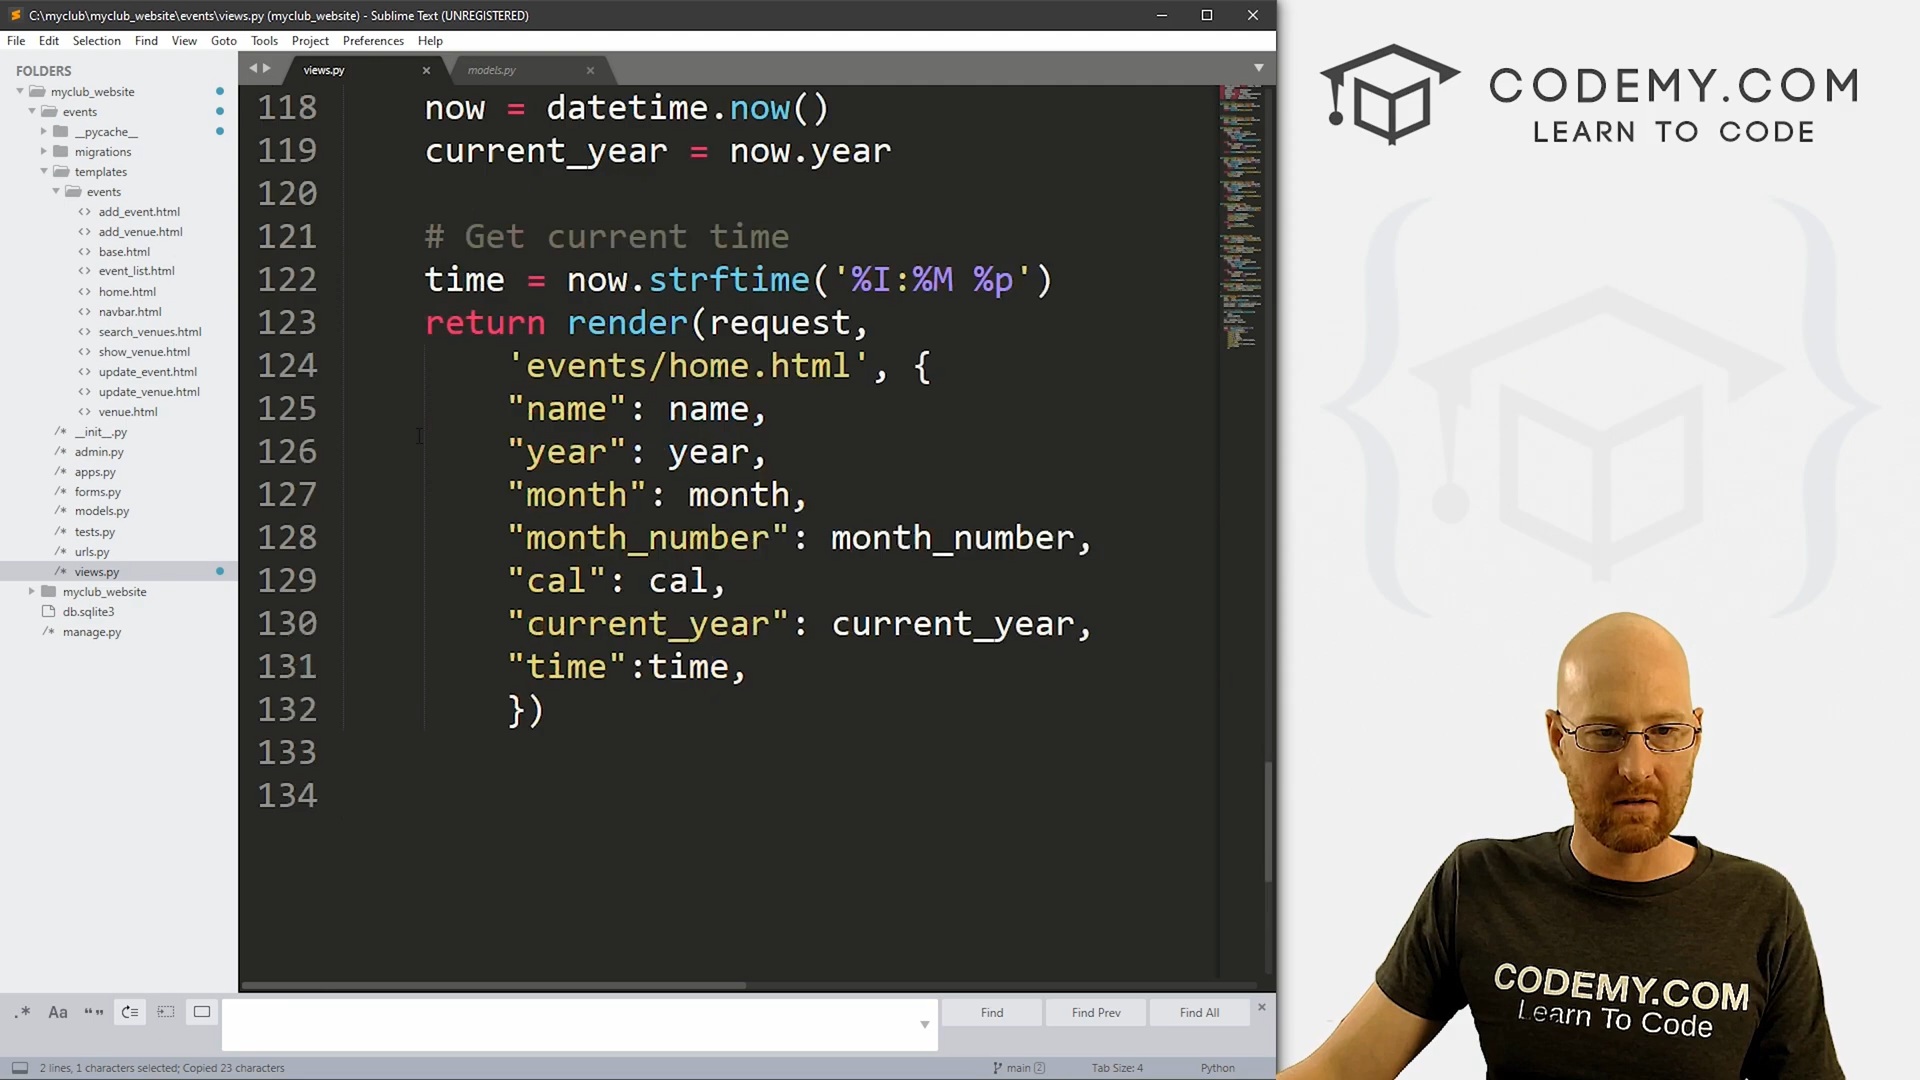 C:\myclub\myclub_website\events\views.py (myclub_website) - Sublime Text (UNREGISTERED)
File Edit Selection Find View Goto Tools Project Preferences Help
FOLDERS
myclub_website
events
__pycache__
migrations
templates
events
add_event.html
add_venue.html
base.html
event_list.html
home.html
navbar.html
search_venues.html
show_venue.html
update_event.html
update_venue.html
venue.html
__init__.py
admin.py
apps.py
forms.py
models.py
tests.py
urls.py
views.py
myclub_website
db.sqlite3
manage.py
views.py models.py
118 now = datetime.now()
119 current_year = now.year
120
121 # Get current time
122 time = now.strftime('%I:%M %p')
123 return render(request,
124 'events/home.html', {
125 "name": name,
126 "year": year,
127 "month": month,
128 "month_number": month_number,
129 "cal": cal,
130 "current_year": current_year,
131 "time":time,
132 })
133
134
Find Find Prev Find All
2 lines, 1 characters selected; Copied 23 characters main 2 Tab Size: 4 Python
CODEMY.COM
LEARN TO CODE
CODEMY.COM
Learn To Code